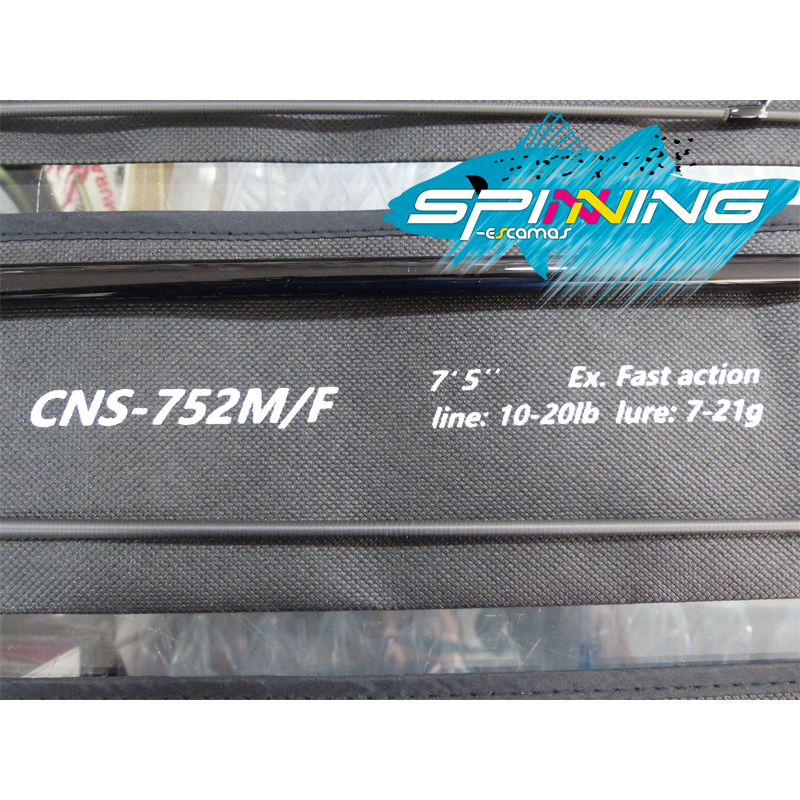 SPINNING
-escamas
CNS-752M/F
7' 5'' Ex. Fast action
line: 10-20lb lure: 7-21g